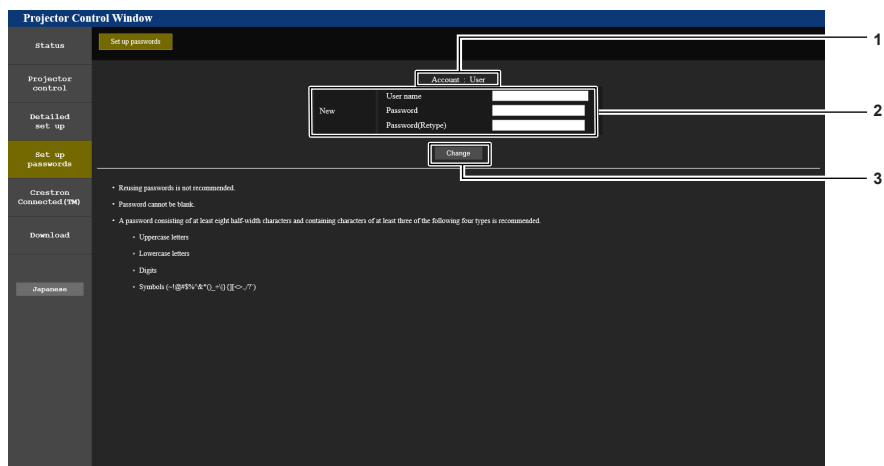 Projector Control Window
Status
Set up passwords
1
Projector
control
Account : User
User name
New
Password
2
Password(Retype)
Detailed
set up
Set up
passwords
Change
3
Crestron
Connected(TM)
Download
Japanese
• Reusing passwords is not recommended.
• Password cannot be blank.
• A password consisting of at least eight half-width characters and containing characters of at least three of the following four types is recommended.
• Uppercase letters
• Lowercase letters
• Digits
• Symbols